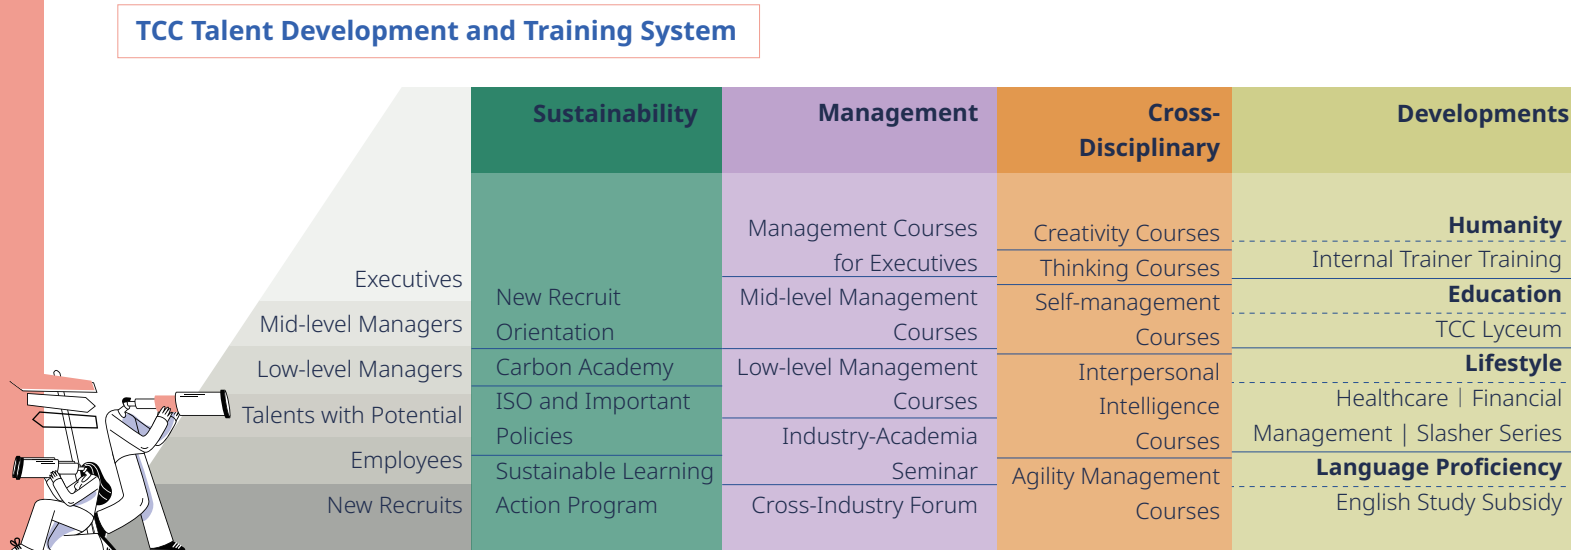 TCC Talent Development and Training System
Executives
Mid-level Managers
Low-level Managers
Talents with Potential
Employees
New Recruits
Sustainability
New Recruit
Orientation
Carbon Academy
ISO and Important
Policies
Sustainable Learning
Action Program
Management
Management Courses
for Executives
Mid-level Management
Courses
Low-level Management
Courses
Industry-Academia
Seminar
Cross-Industry Forum
Cross-
Disciplinary
Creativity Courses
Thinking Courses
Self-management
Courses
Interpersonal
Intelligence
Courses
Agility Management
Courses
Developments
Humanity
Internal Trainer Training
Education
TCC Lyceum
Lifestyle
Healthcare | Financial
Management | Slasher Series
Language Proficiency
English Study Subsidy